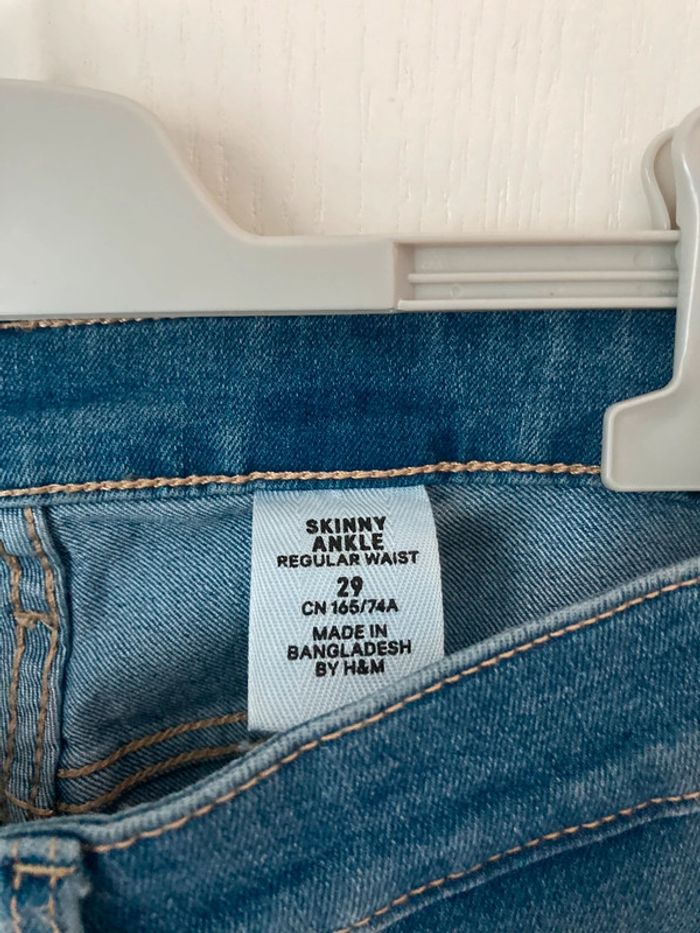 SKINNY
ANKLE
REGULAR WAIST
29
CN 165/74A
MADE IN
BANGLADESH
BY H&M